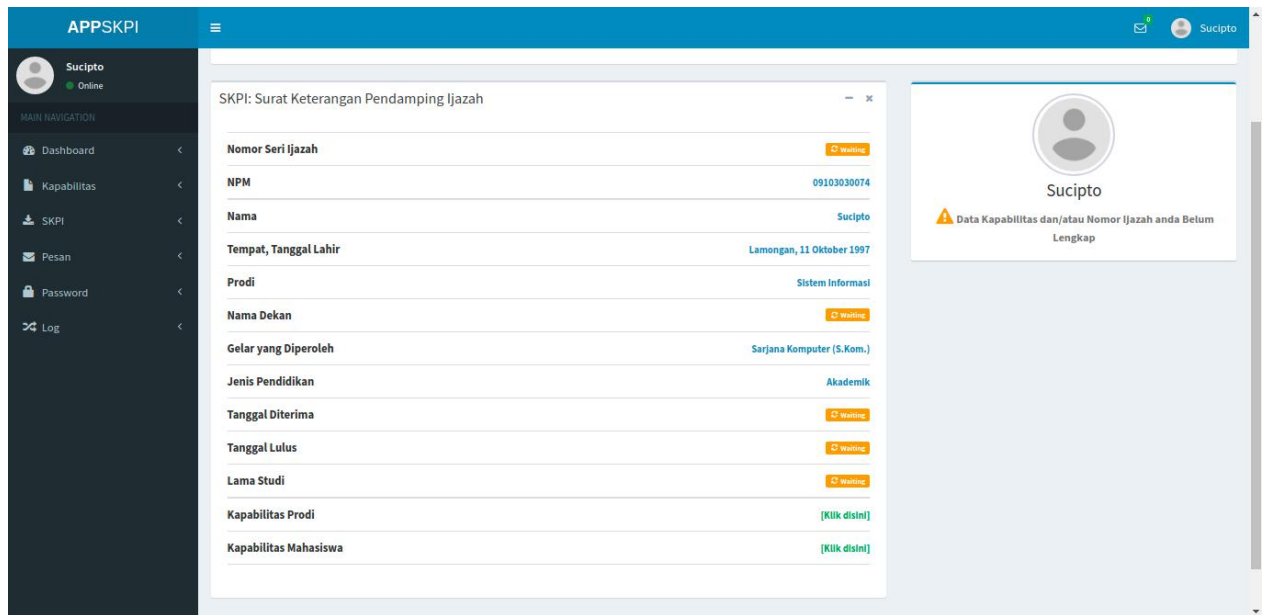 APPSKPI
0
Sucipto
Sucipto
Online
MAIN NAVIGATION
Dashboard
Kapabilitas
SKPI
Pesan
Password
Log
SKPI: Surat Keterangan Pendamping Ijazah
Nomor Seri Ijazah Waiting
NPM 09103030074
Nama Sucipto
Tempat, Tanggal Lahir Lamongan, 11 Oktober 1997
Prodi Sistem Informasi
Nama Dekan Waiting
Gelar yang Diperoleh Sarjana Komputer (S.Kom.)
Jenis Pendidikan Akademik
Tanggal Diterima Waiting
Tanggal Lulus Waiting
Lama Studi Waiting
Kapabilitas Prodi [Klik disini]
Kapabilitas Mahasiswa [Klik disini]
Sucipto
Data Kapabilitas dan/atau Nomor Ijazah anda Belum
Lengkap